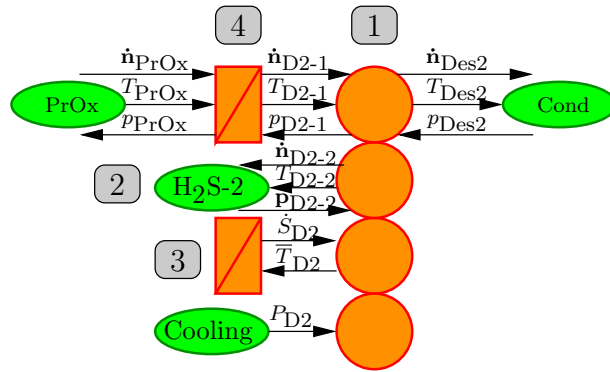 4 1
ṅPrOx ṅD2-1 ṅDes2
PrOx TPrOx TD2-1 TDes2 Cond
pPrOx pD2-1 pDes2
ṅD2-2
2 H₂S-2 TD2-2
pD2-2
ṠD2
3 T̅D2
Cooling PD2